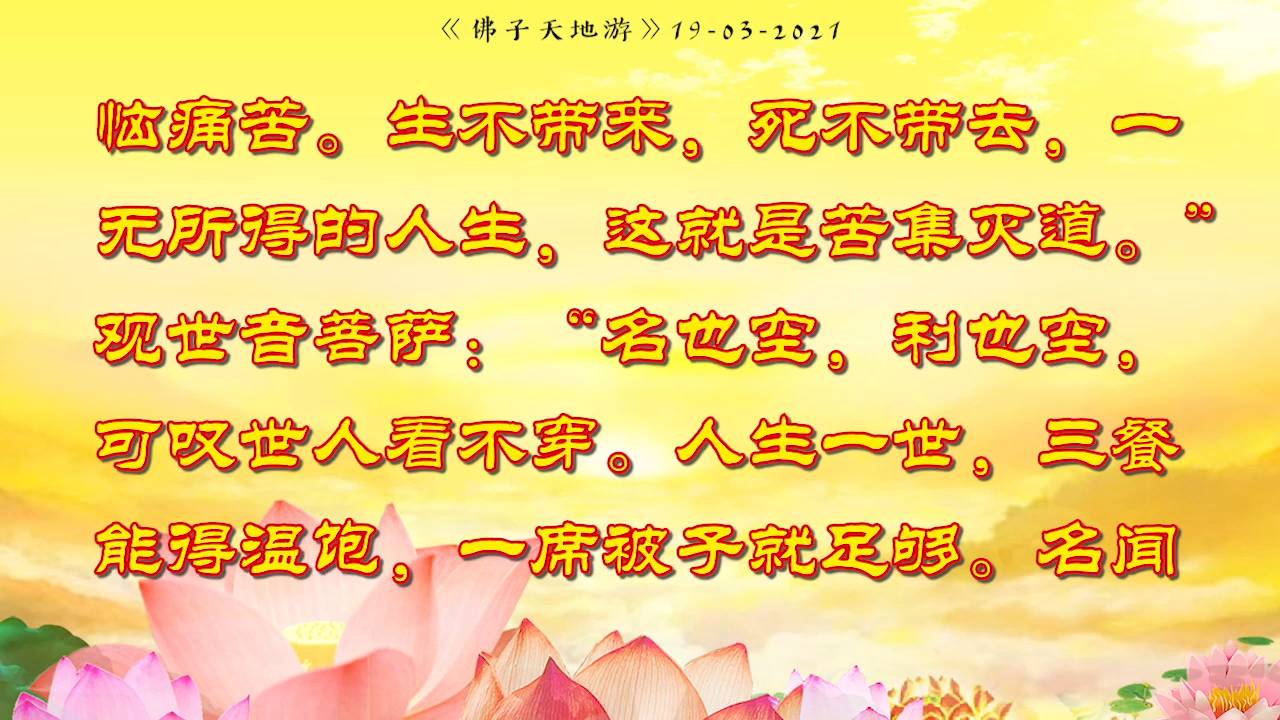 《佛子天地游》19-03-2021
恼痛苦。生不带来，死不带去，一
无所得的人生，这就是苦集灭道。”
观世音菩萨：“名也空，利也空，
可叹世人看不穿。人生一世，三餐
能得温饱，一席被子就足够。名闻